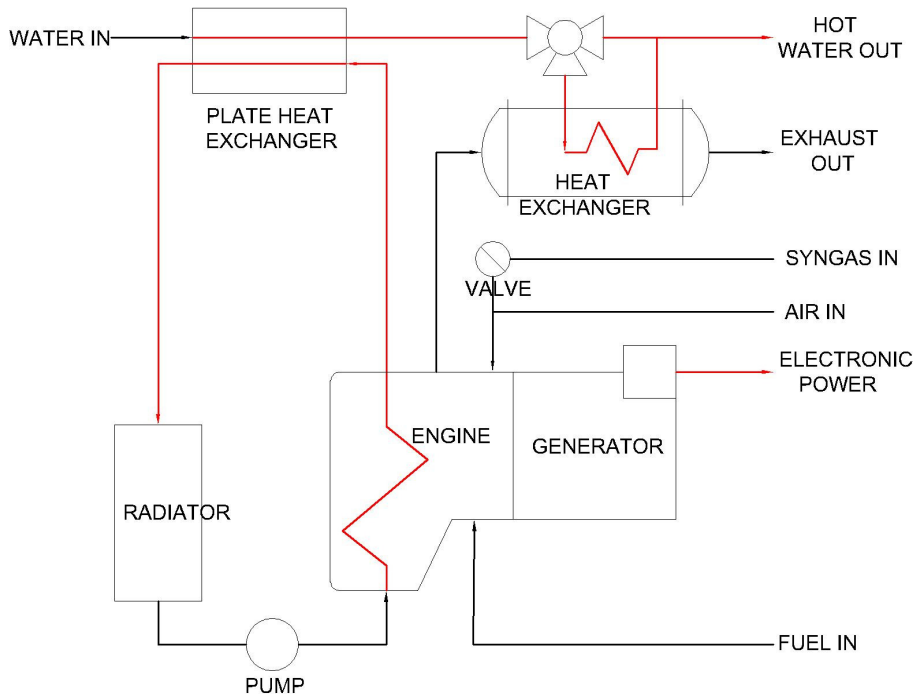 WATER IN
HOT
WATER OUT
PLATE HEAT
EXCHANGER
EXHAUST
OUT
HEAT
EXCHANGER
SYNGAS IN
VALVE
AIR IN
ELECTRONIC
POWER
ENGINE
GENERATOR
RADIATOR
FUEL IN
PUMP